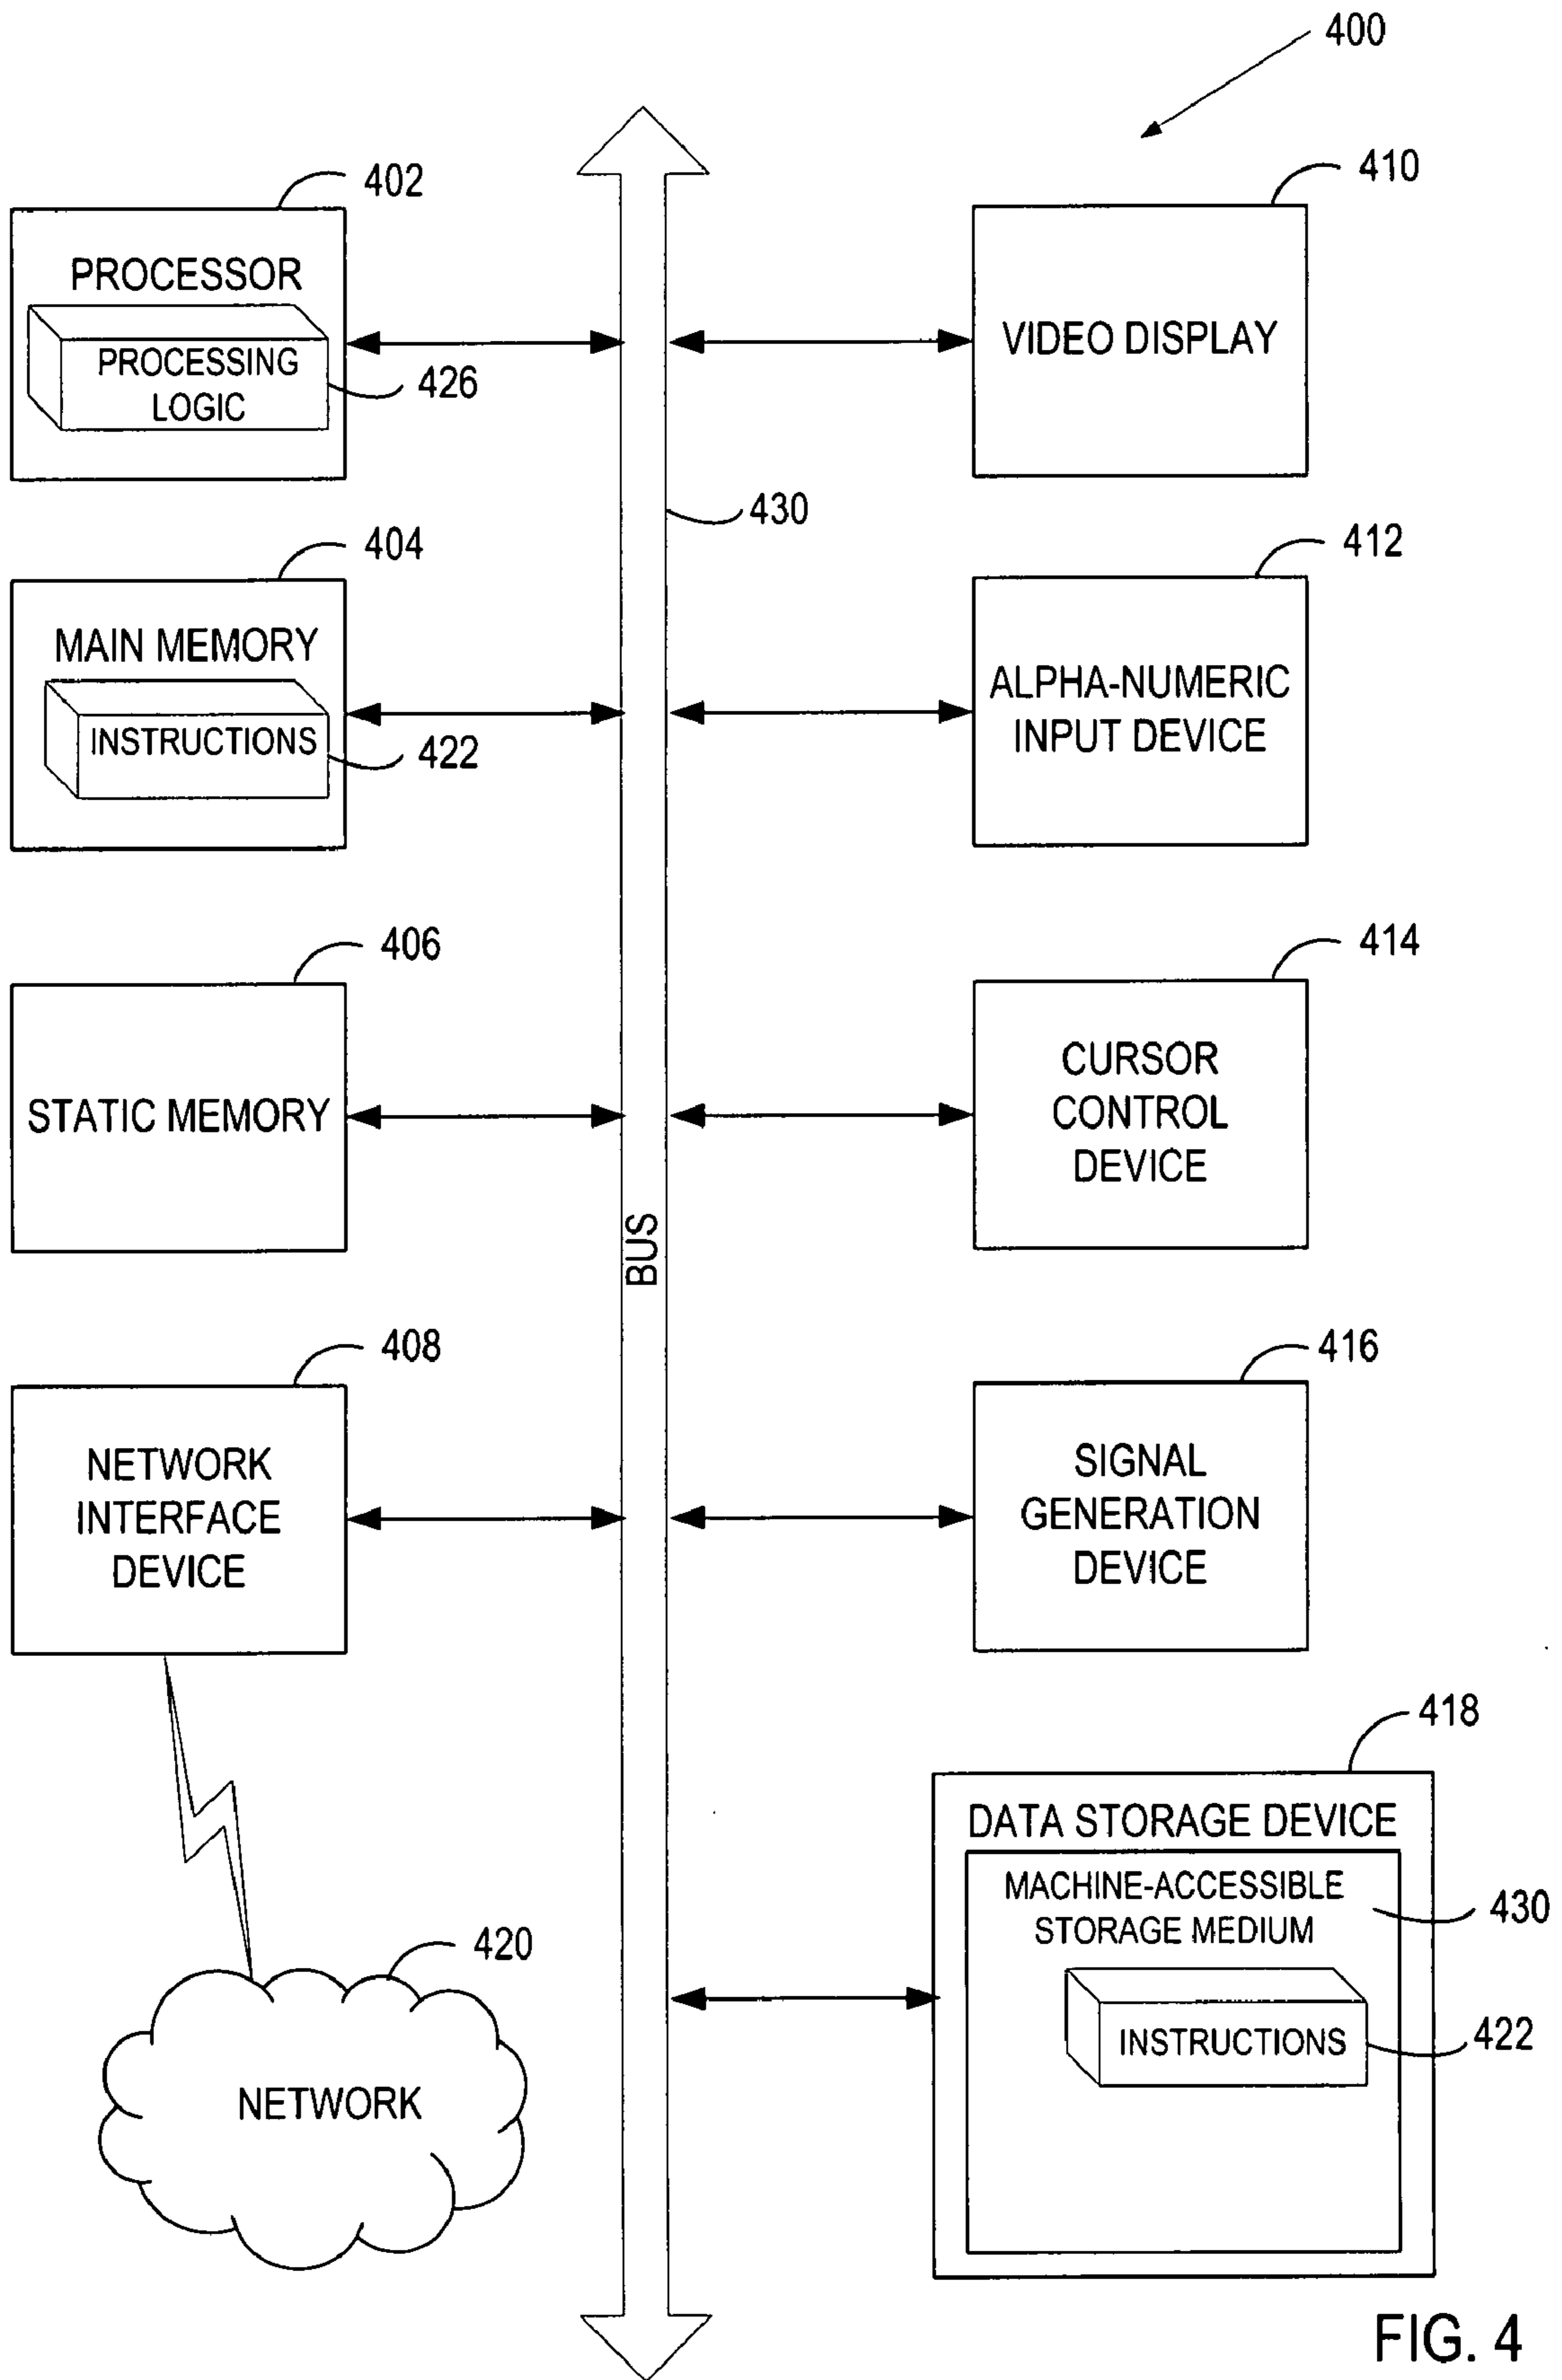 400
402
PROCESSOR
PROCESSING
LOGIC
426
410
VIDEO DISPLAY
430
404
MAIN MEMORY
INSTRUCTIONS
422
412
ALPHA-NUMERIC
INPUT DEVICE
406
STATIC MEMORY
414
CURSOR
CONTROL
DEVICE
BUS
408
NETWORK
INTERFACE
DEVICE
416
SIGNAL
GENERATION
DEVICE
418
DATA STORAGE DEVICE
MACHINE-ACCESSIBLE
STORAGE MEDIUM
430
INSTRUCTIONS
422
420
NETWORK
FIG. 4